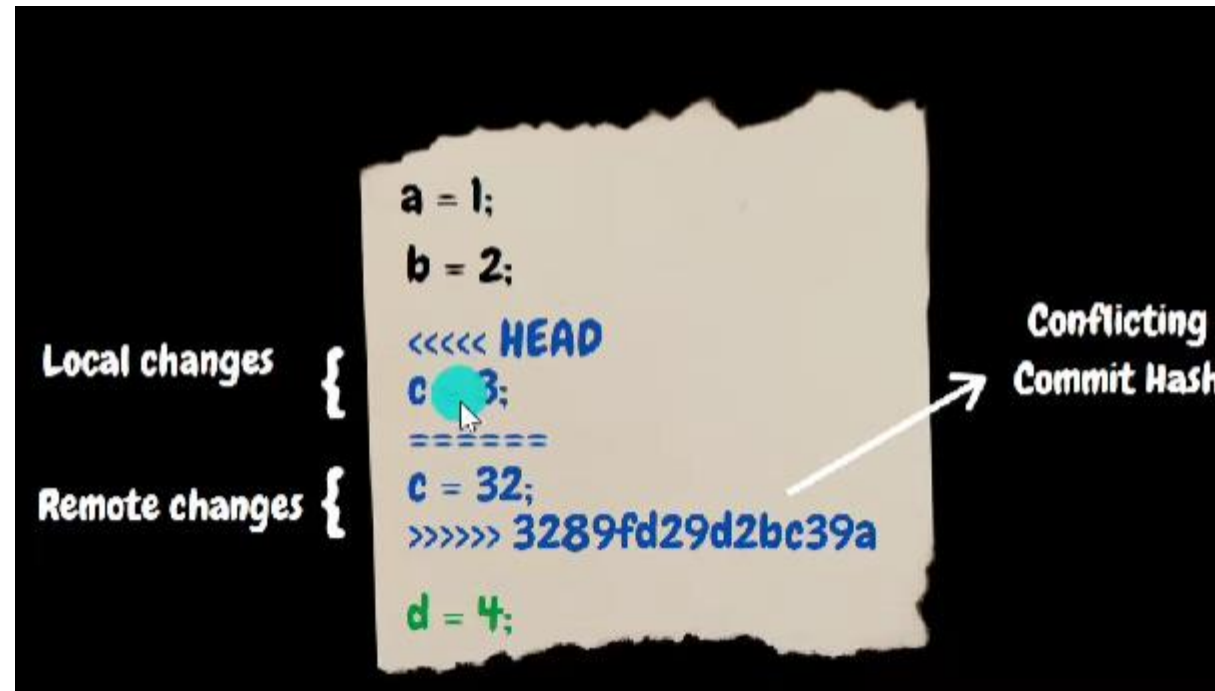 a = 1;
b = 2;
Local changes {
<<<<< HEAD
c = 3;
======
Remote changes {
c = 32;
>>>>>> 3289fd29d2bc39a
d = 4;
Conflicting
Commit Hash